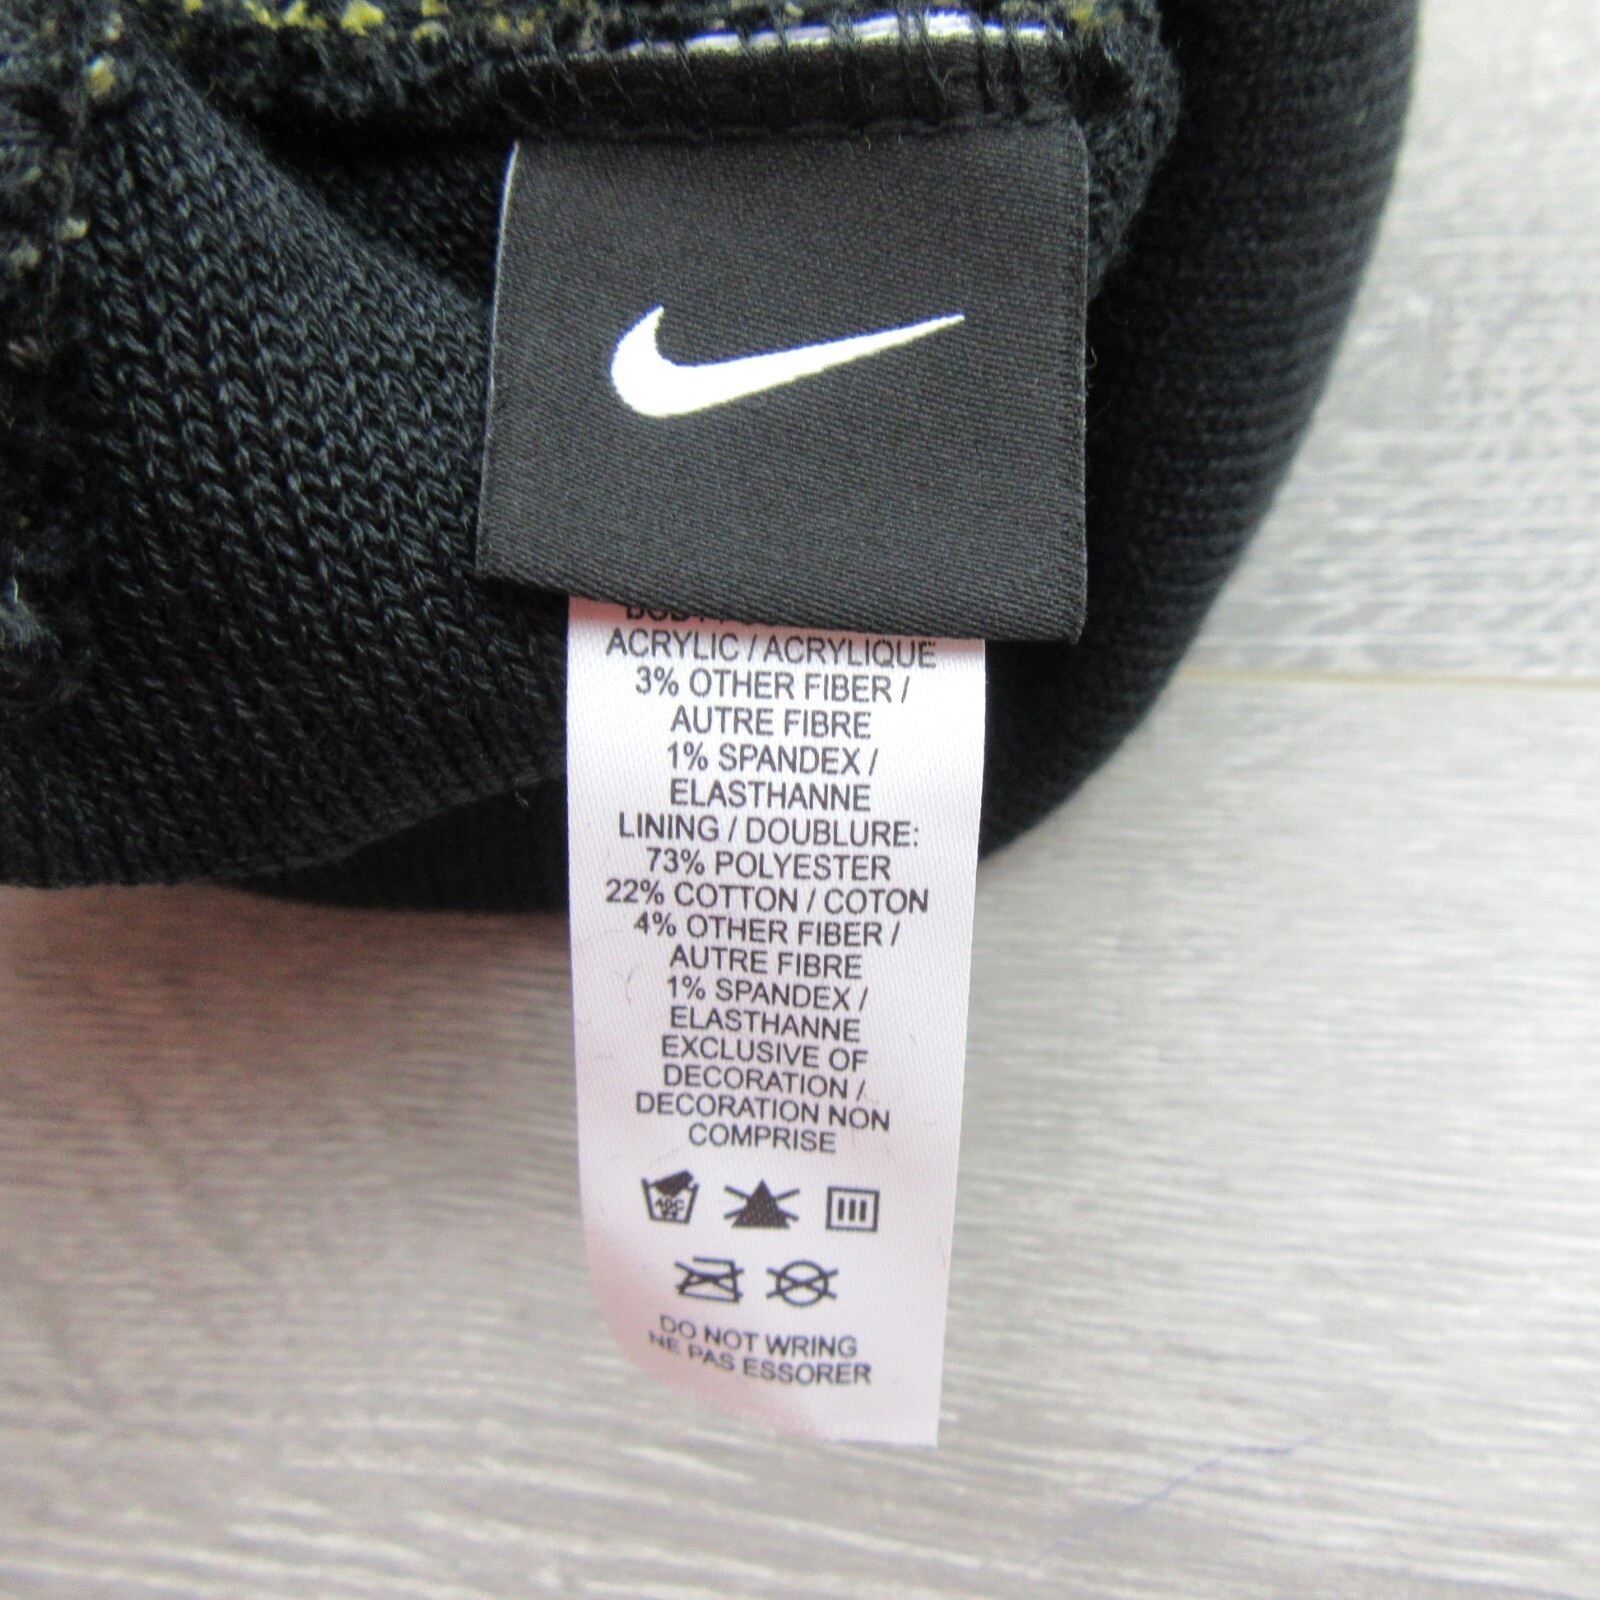 ACRYLIC / ACRYLIQUE
3% OTHER FIBER /
AUTRE FIBRE
1% SPANDEX /
ELASTHANNE
LINING / DOUBLURE:
73% POLYESTER
22% COTTON / COTON
4% OTHER FIBER /
AUTRE FIBRE
1% SPANDEX /
ELASTHANNE
EXCLUSIVE OF
DECORATION /
DECORATION NON
COMPRISE
DO NOT WRING
NE PAS ESSORER